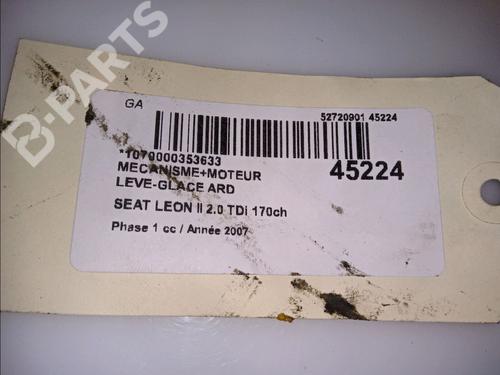 B-PARTS
GA
52720901 45224
*1070000353633
MECANISME+MOTEUR
LEVE-GLACE ARD
45224
SEAT LEON II 2.0 TDi 170ch
Phase 1 cc / Année 2007